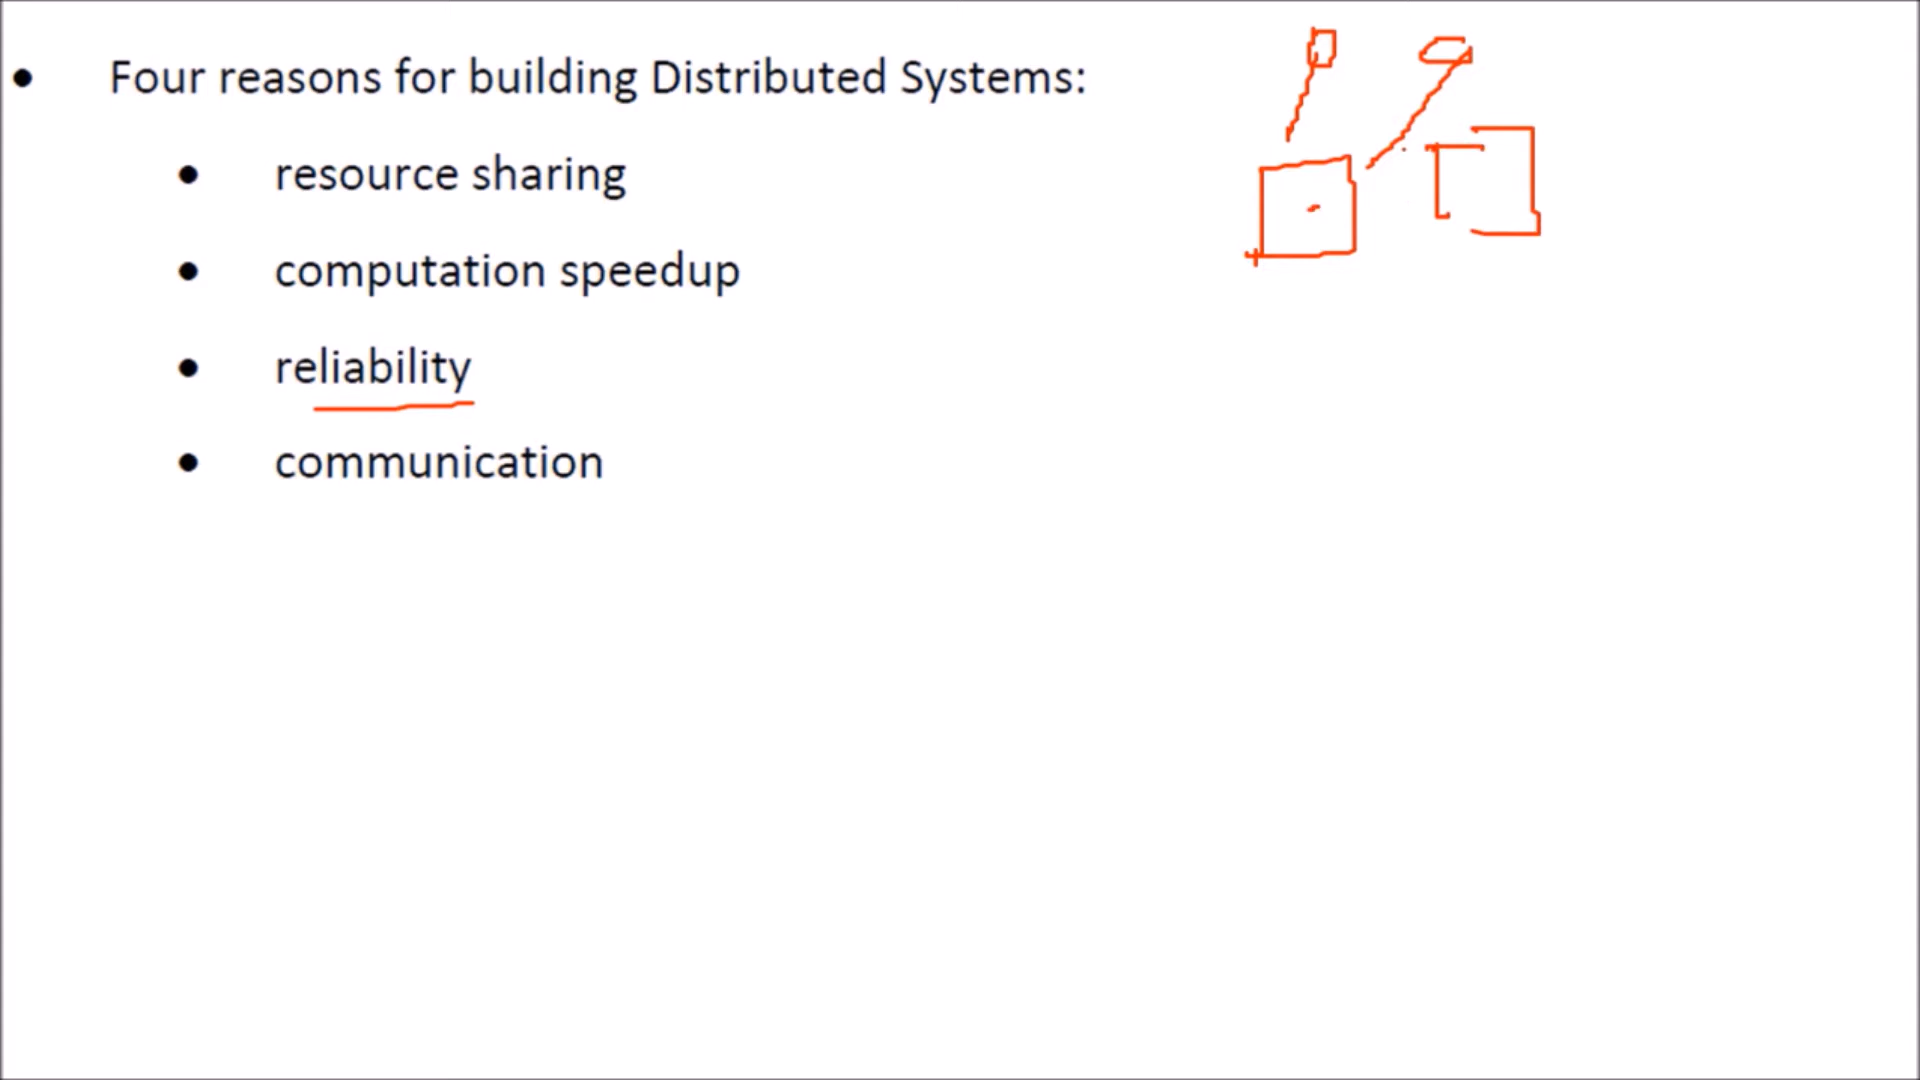 • Four reasons for building Distributed Systems:
• resource sharing
• computation speedup
• reliability
• communication